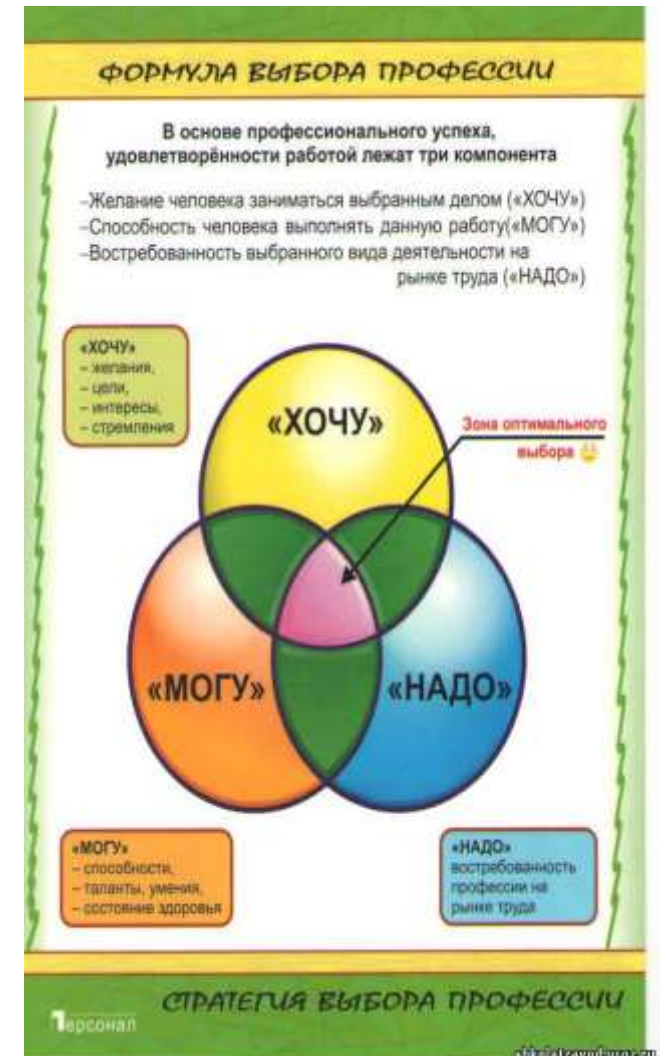 ФОРМУЛА ВЫБОРА ПРОФЕССИИ
В основе профессионального успеха,
удовлетворённости работой лежат три компонента
–Желание человека заниматься выбранным делом («ХОЧУ»)
–Способность человека выполнять данную работу(«МОГУ»)
–Востребованность выбранного вида деятельности на
рынке труда («НАДО»)
«ХОЧУ»
– желания,
– цели,
– интересы,
– стремления
«ХОЧУ»
Зона оптимального
выбора
«МОГУ»
«НАДО»
«МОГУ»
– способности,
– таланты, умения,
– состояние здоровья
«НАДО»
востребованность
профессии на
рынке труда
СТРАТЕГИЯ ВЫБОРА ПРОФЕССИИ
Персонал